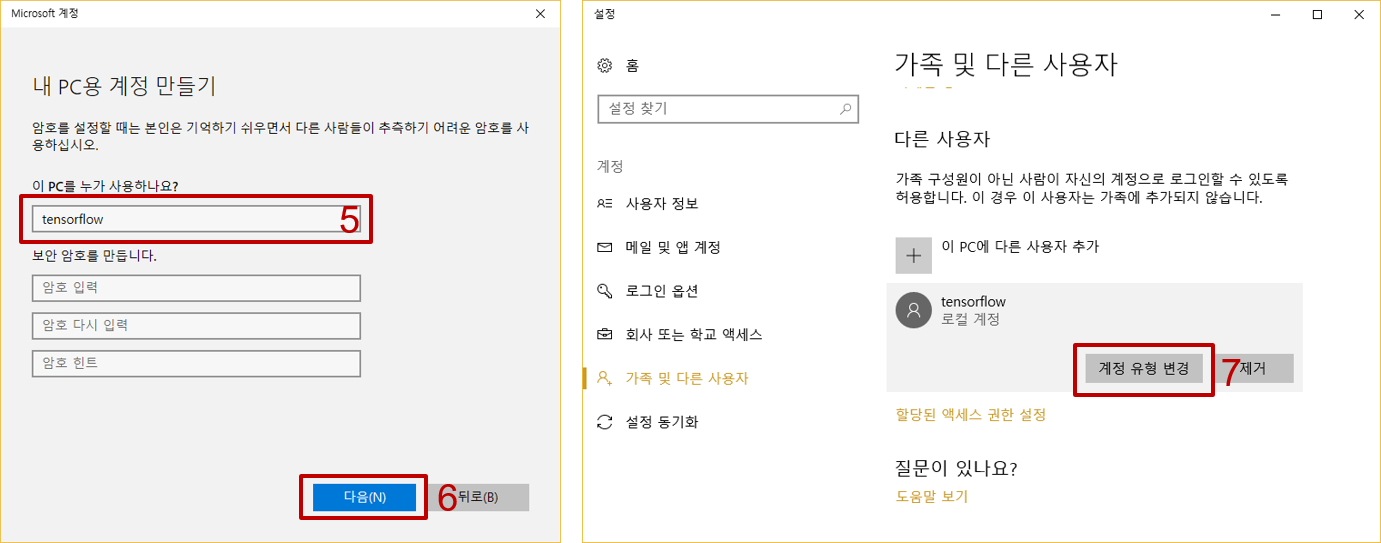 Microsoft 계정
내 PC용 계정 만들기
암호를 설정할 때는 본인은 기억하기 쉬우면서 다른 사람들이 추측하기 어려운 암호를 사
용하십시오.
이 PC를 누가 사용하나요?
tensorflow
5
보안 암호를 만듭니다.
암호 입력
암호 다시 입력
암호 힌트
다음(N)
6
뒤로(B)
설정
홈
설정 찾기
계정
사용자 정보
메일 및 앱 계정
로그인 옵션
회사 또는 학교 액세스
가족 및 다른 사용자
설정 동기화
가족 및 다른 사용자
다른 사용자
가족 구성원이 아닌 사람이 자신의 계정으로 로그인할 수 있도록
허용합니다. 이 경우 이 사용자는 가족에 추가되지 않습니다.
이 PC에 다른 사용자 추가
tensorflow
로컬 계정
계정 유형 변경
7
제거
할당된 액세스 권한 설정
질문이 있나요?
도움말 보기